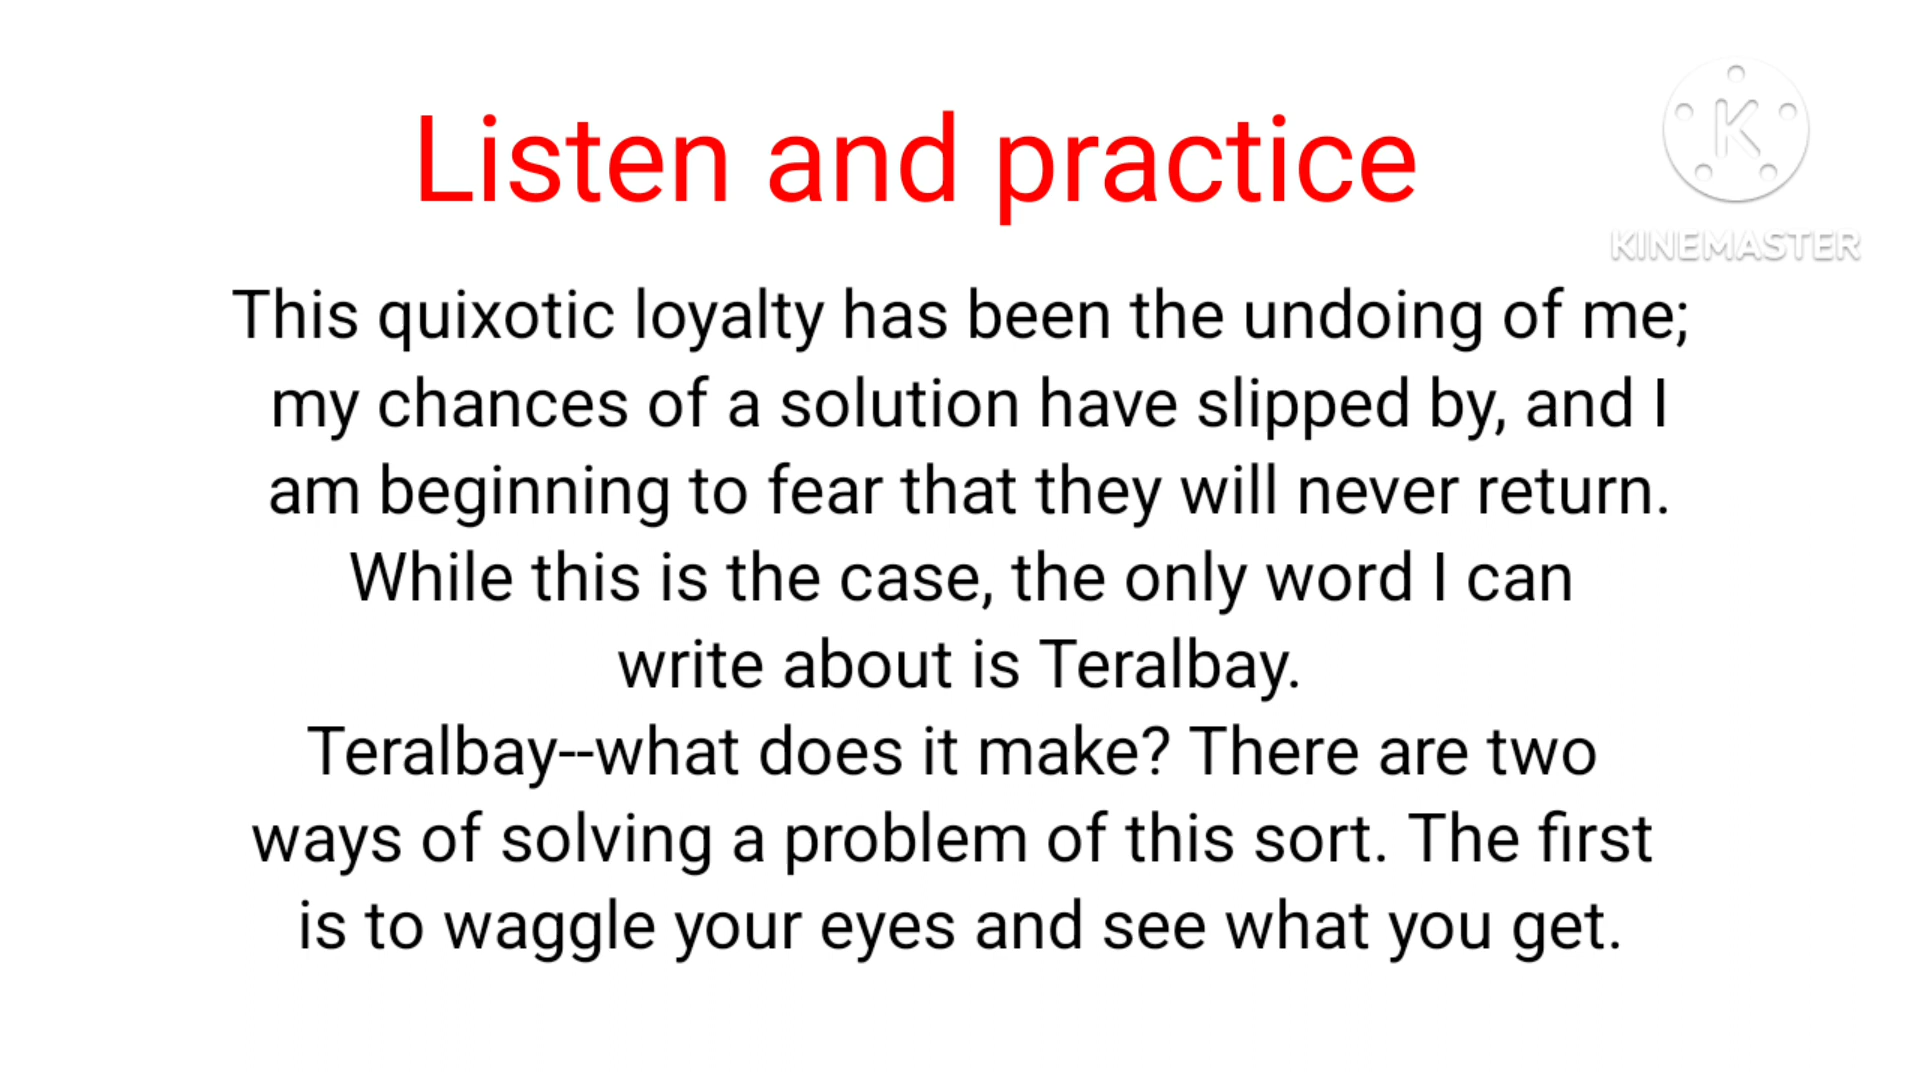 Listen and practice
K
KINEMASTER
This quixotic loyalty has been the undoing of me;
my chances of a solution have slipped by, and I
am beginning to fear that they will never return.
While this is the case, the only word I can
write about is Teralbay.
Teralbay--what does it make? There are two
ways of solving a problem of this sort. The first
is to waggle your eyes and see what you get.